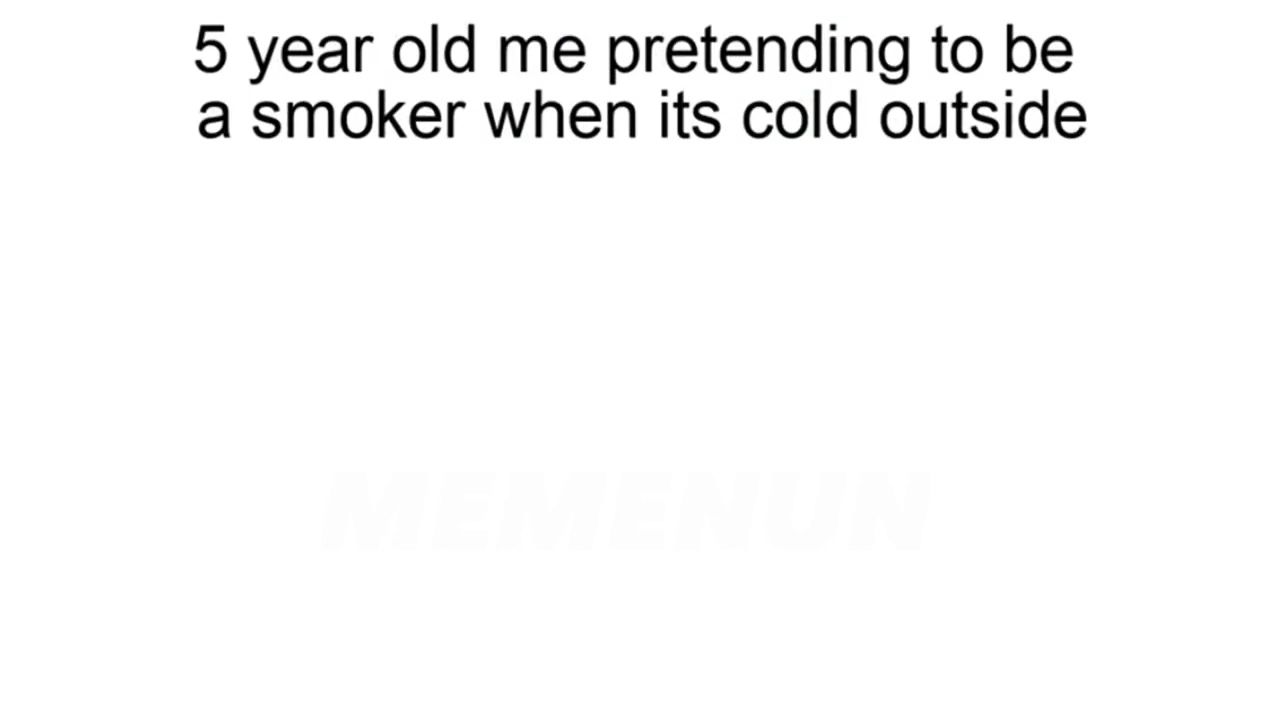 5 year old me pretending to be
a smoker when its cold outside
MEMENUN